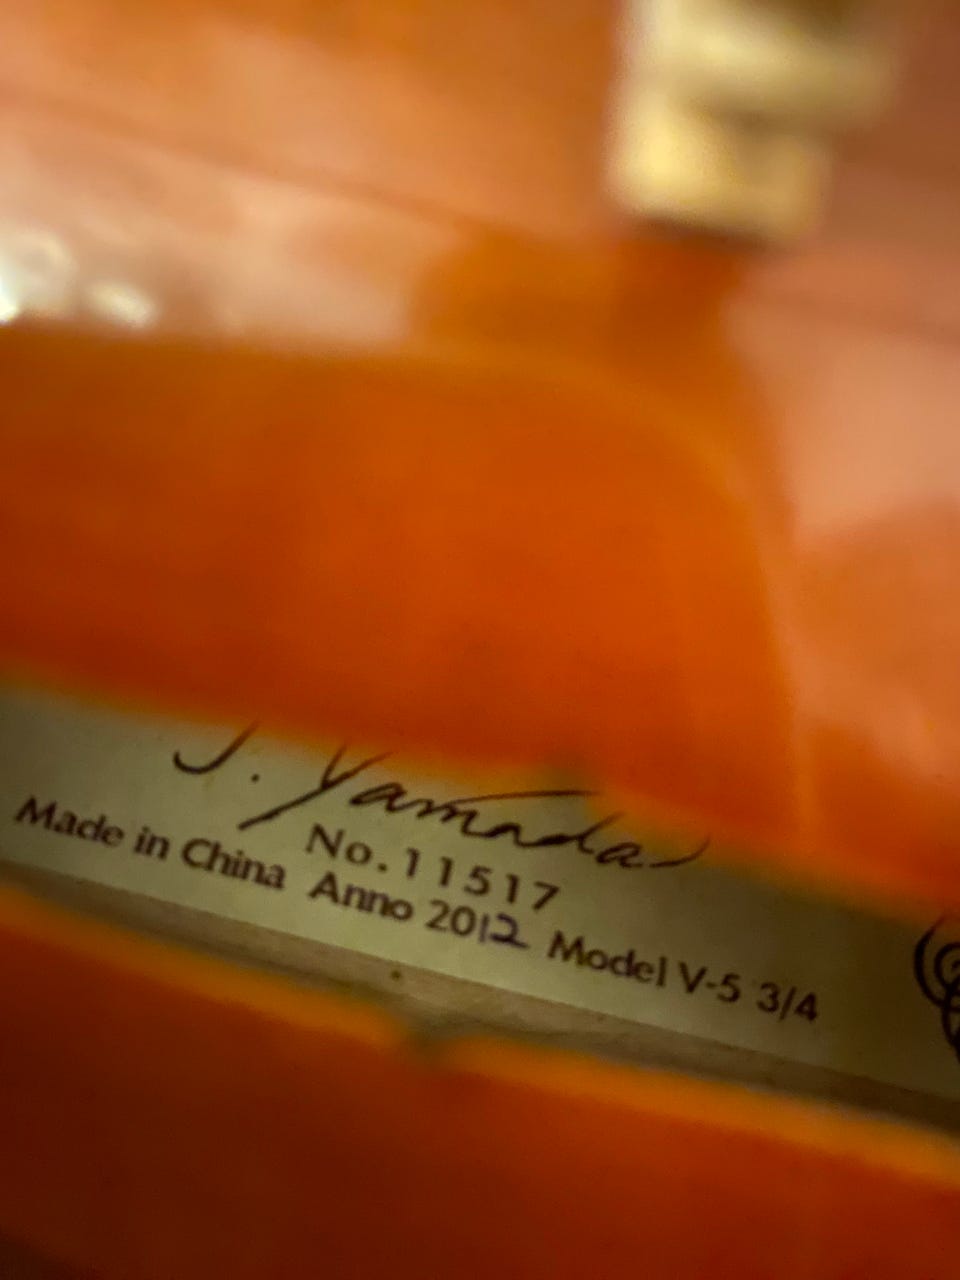 J. Yamada
No. 11517
Made in China Anno 2012 Model V-5 3/4